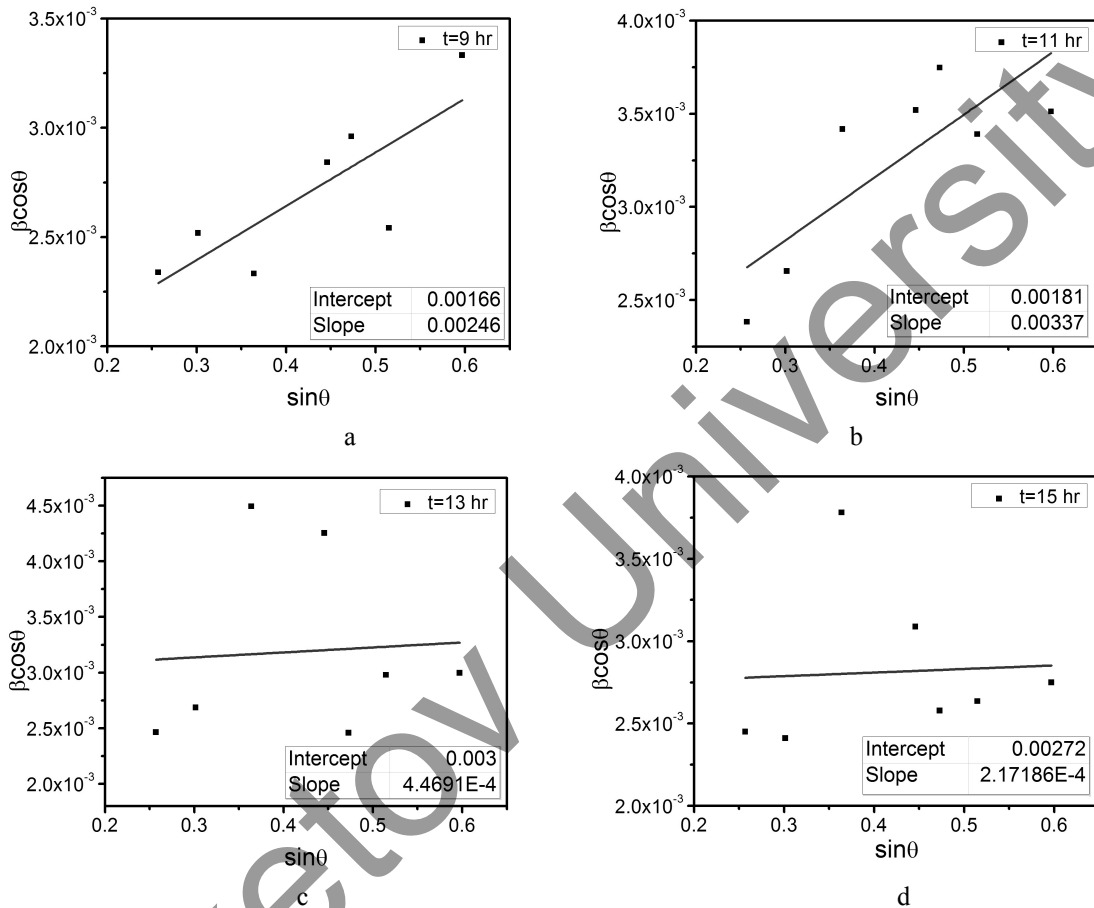 3.5x10⁻³
3.0x10⁻³
2.5x10⁻³
2.0x10⁻³
βcosθ
t=9 hr
Intercept 0.00166
Slope 0.00246
0.2 0.3 0.4 0.5 0.6
sinθ
a
4.0x10⁻³
3.5x10⁻³
3.0x10⁻³
2.5x10⁻³
βcosθ
t=11 hr
Intercept 0.00181
Slope 0.00337
0.2 0.3 0.4 0.5 0.6
sinθ
b
4.5x10⁻³
4.0x10⁻³
3.5x10⁻³
3.0x10⁻³
2.5x10⁻³
2.0x10⁻³
βcosθ
t=13 hr
Intercept 0.003
Slope 4.4691E-4
0.2 0.3 0.4 0.5 0.6
sinθ
c
4.0x10⁻³
3.5x10⁻³
3.0x10⁻³
2.5x10⁻³
2.0x10⁻³
βcosθ
t=15 hr
Intercept 0.00272
Slope 2.17186E-4
0.2 0.3 0.4 0.5 0.6
sinθ
d
etov University